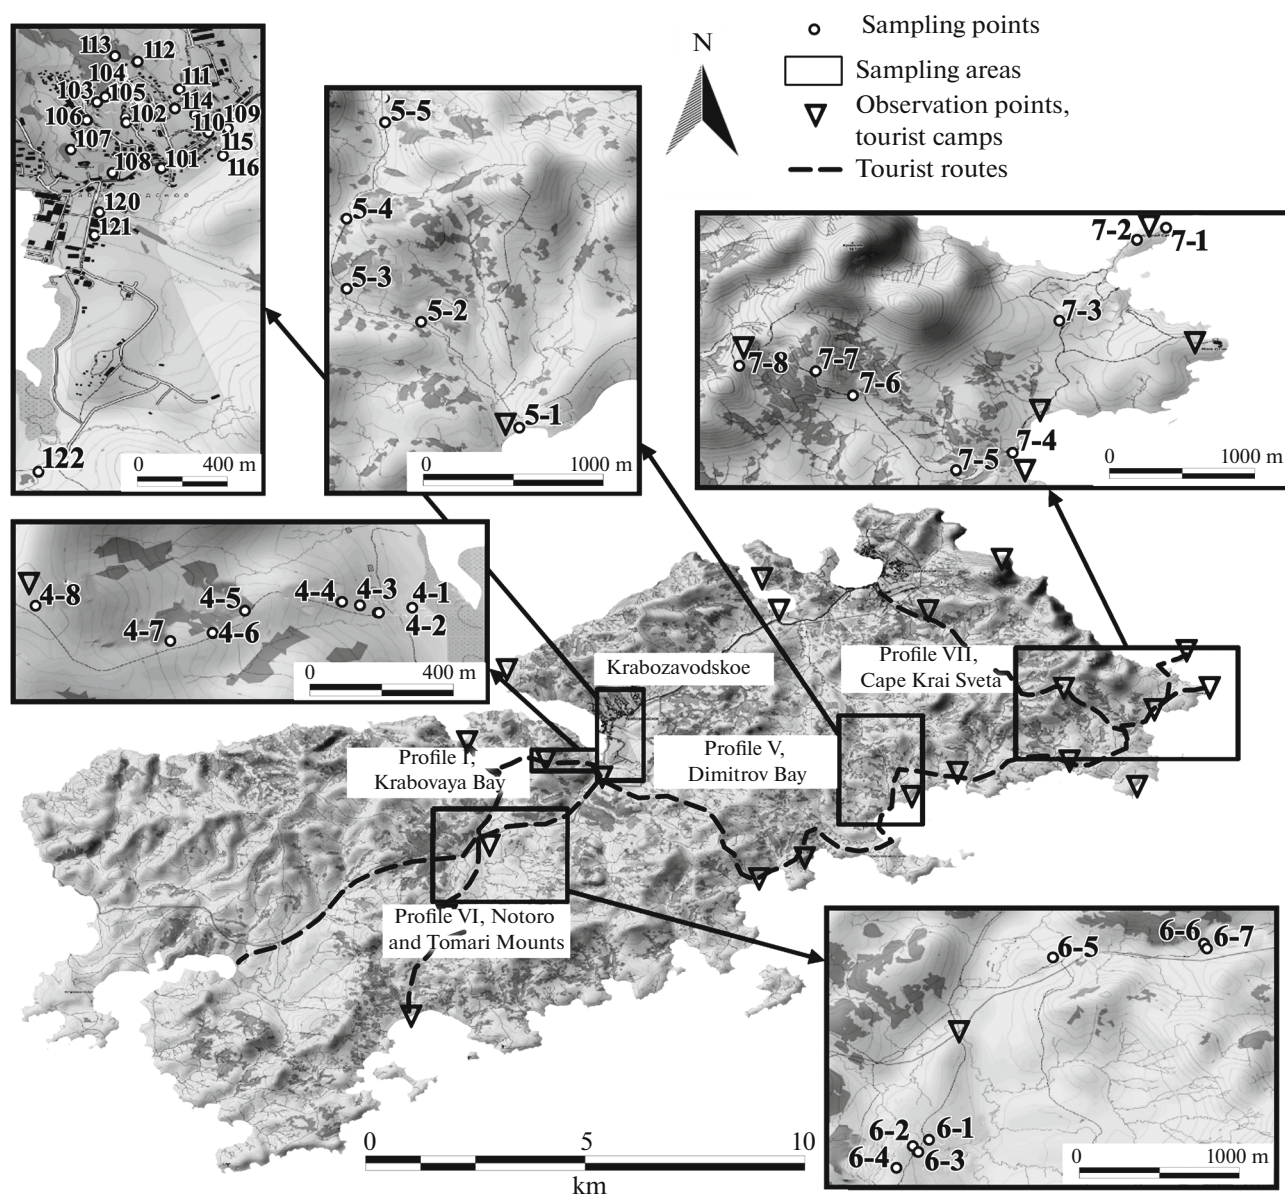 N
Sampling points
Sampling areas
Observation points,
tourist camps
Tourist routes
113
112
104
111
103
105
114
106
102
109
110
107
115
108
101
116
120
121
122
0
400 m
5-5
5-4
5-3
5-2
5-1
0
1000 m
7-2
7-1
7-3
7-7
7-8
7-6
7-4
7-5
0
1000 m
4-8
4-5
4-4
4-3
4-1
4-2
4-7
4-6
0
400 m
Krabozavodskoe
Profile VII,
Cape Krai Sveta
Profile I,
Krabovaya Bay
Profile V,
Dimitrov Bay
Profile VI, Notoro
and Tomari Mounts
6-6
6-7
6-5
6-2
6-1
6-4
6-3
0
1000 m
0
5
10
km